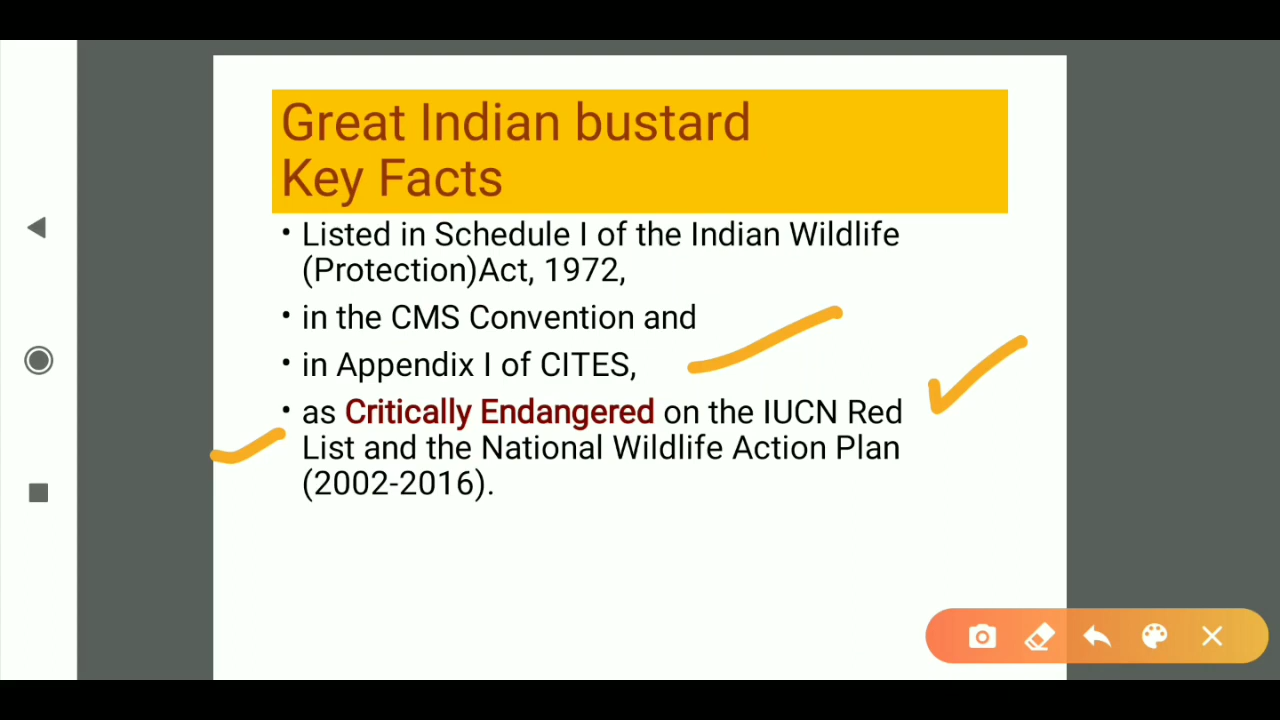 Great Indian bustard
Key Facts
• Listed in Schedule I of the Indian Wildlife
(Protection)Act, 1972,
• in the CMS Convention and
• in Appendix I of CITES,
• as Critically Endangered on the IUCN Red
List and the National Wildlife Action Plan
(2002-2016).